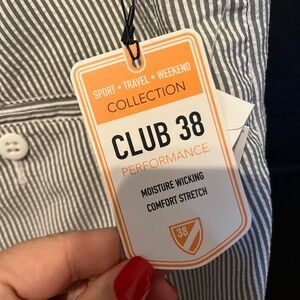 SPORT • TRAVEL • WEEKEND
COLLECTION
CLUB 38
PERFORMANCE
MOISTURE WICKING
COMFORT STRETCH
38